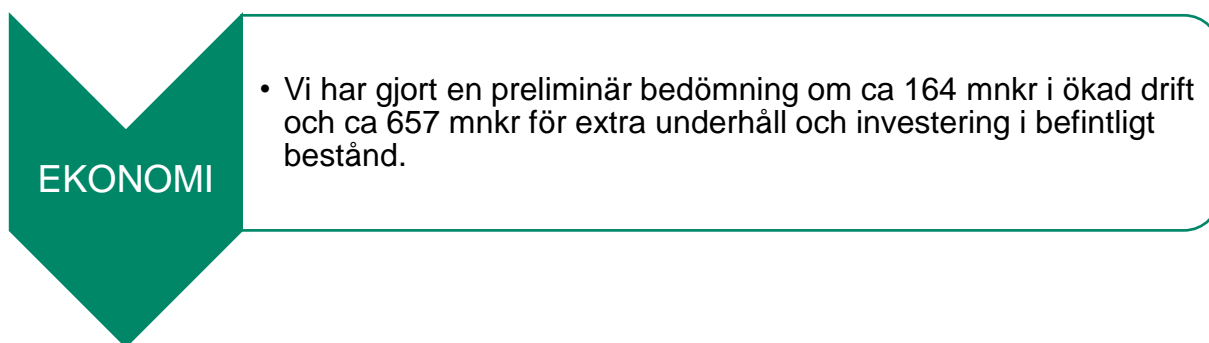 EKONOMI
• Vi har gjort en preliminär bedömning om ca 164 mnkr i ökad drift
och ca 657 mnkr för extra underhåll och investering i befintligt
bestånd.